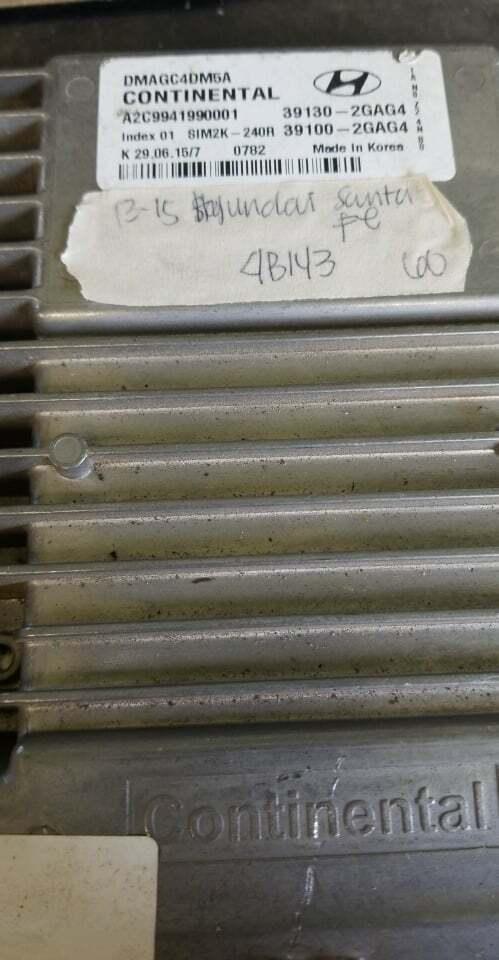 DMAGC4DM5A
CONTINENTAL
A2C9941990001 39130-2GAG4
Index 01 SIM2K-240R 39100-2GAG4
K 29.06.15/7 0782 Made In Korea
13-15 Hyundai Santa
Fe
4B143 60
Continental